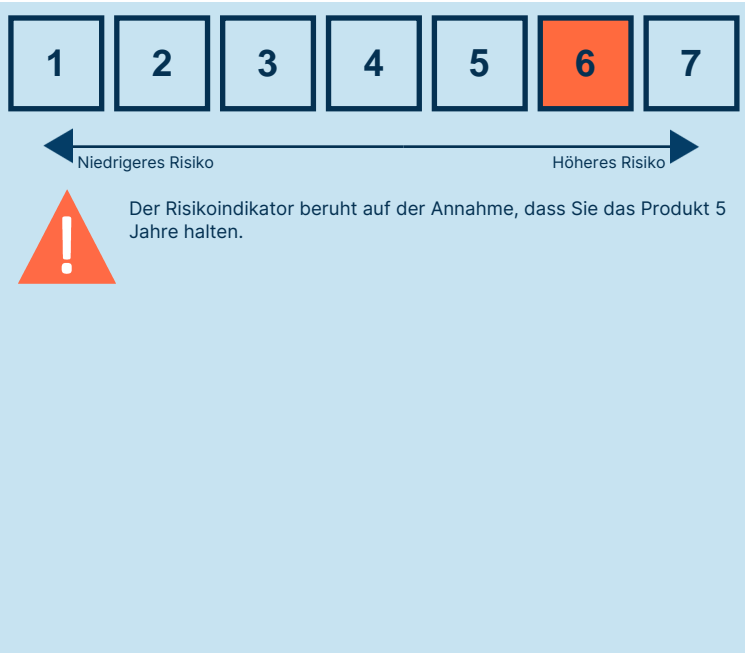 1 2 3 4 5 6 7
Niedrigeres Risiko Höheres Risiko
!
Der Risikoindikator beruht auf der Annahme, dass Sie das Produkt 5
Jahre halten.